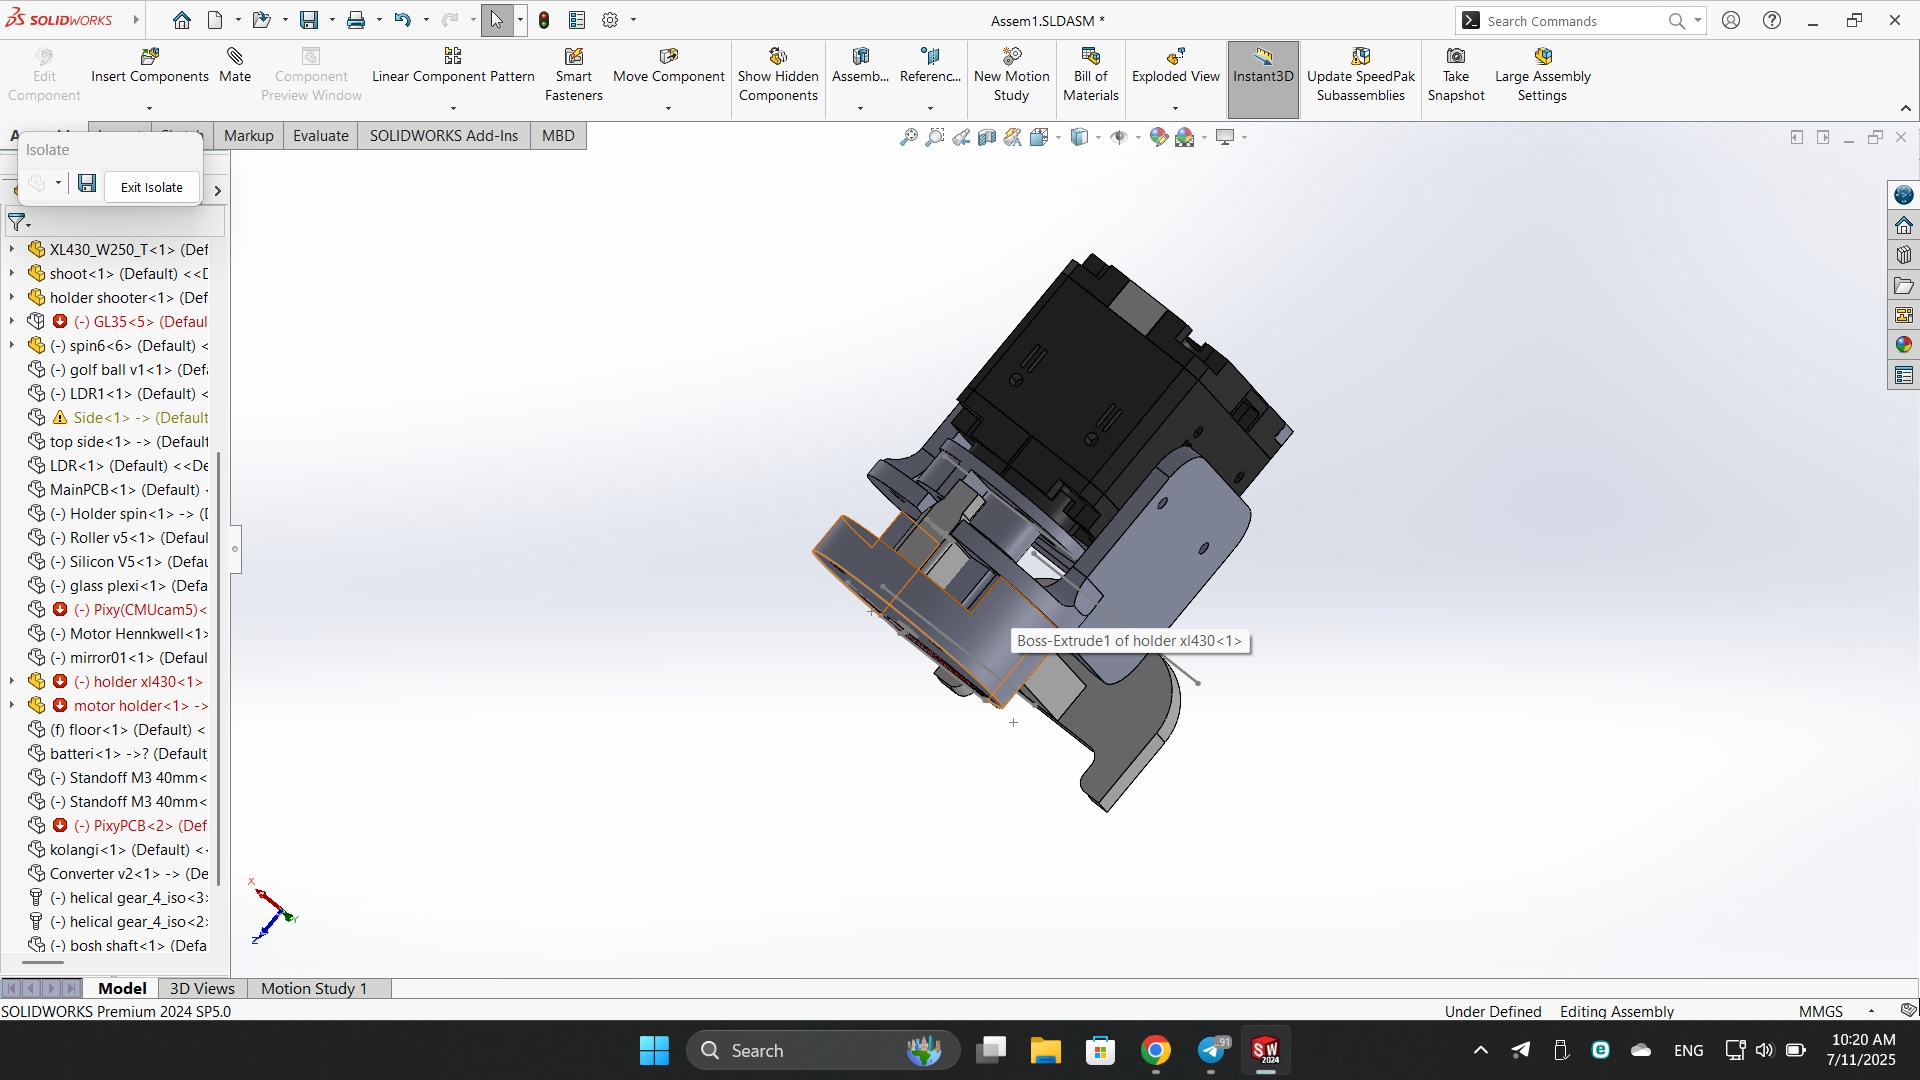 SOLIDWORKS
Assem1.SLDASM *
Search Commands
Edit
Component
Insert Components
Mate
Component
Preview Window
Linear Component Pattern
Smart
Fasteners
Move Component
Show Hidden
Components
Assemb...
Referenc...
New Motion
Study
Bill of
Materials
Exploded View
Instant3D
Update SpeedPak
Subassemblies
Take
Snapshot
Large Assembly
Settings
Markup
Evaluate
SOLIDWORKS Add-Ins
MBD
Isolate
Exit Isolate
XL430_W250_T<1> (Def
shoot<1> (Default) <<D
holder shooter<1> (Def
(-) GL35<5> (Defaul
(-) spin6<6> (Default) <
(-) golf ball v1<1> (Def
(-) LDR1<1> (Default) <
Side<1> -> (Default
top side<1> -> (Default
LDR<1> (Default) <<De
MainPCB<1> (Default)
(-) Holder spin<1> -> (
(-) Roller v5<1> (Defaul
(-) Silicon V5<1> (Defau
(-) glass plexi<1> (Defa
(-) Pixy(CMUcam5)<
(-) Motor Hennkwell<1>
(-) mirror01<1> (Defaul
(-) holder xl430<1>
motor holder<1> ->
(f) floor<1> (Default) <
batteri<1> ->? (Default
(-) Standoff M3 40mm<
(-) Standoff M3 40mm<
(-) PixyPCB<2> (Def
kolangi<1> (Default) <
Converter v2<1> -> (De
(-) helical gear_4_iso<3>
(-) helical gear_4_iso<2>
(-) bosh shaft<1> (Defa
Boss-Extrude1 of holder xl430<1>
X
Y
Z
Model
3D Views
Motion Study 1
SOLIDWORKS Premium 2024 SP5.0
Under Defined
Editing Assembly
MMGS
Search
91
SW
2024
ENG
10:20 AM
7/11/2025